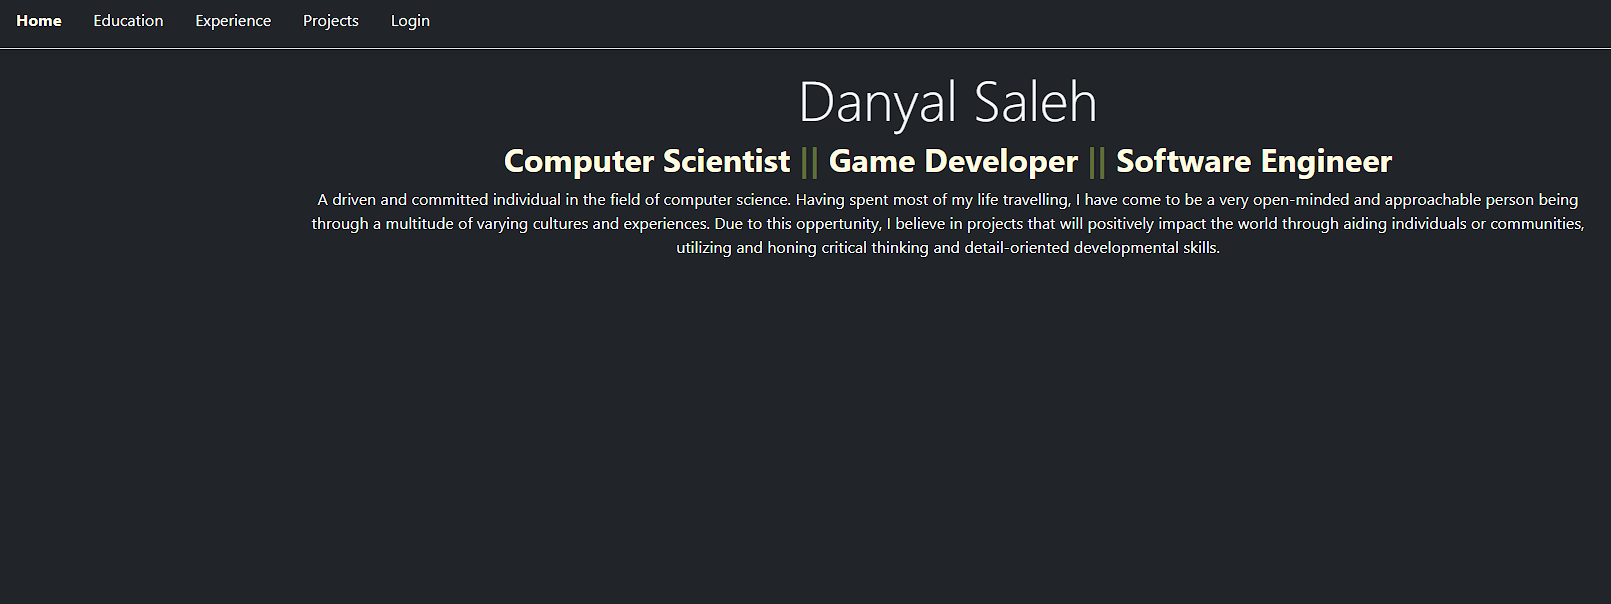 Home Education Experience Projects Login
Danyal Saleh
Computer Scientist || Game Developer || Software Engineer
A driven and committed individual in the field of computer science. Having spent most of my life travelling, I have come to be a very open-minded and approachable person being
through a multitude of varying cultures and experiences. Due to this oppertunity, I believe in projects that will positively impact the world through aiding individuals or communities,
utilizing and honing critical thinking and detail-oriented developmental skills.